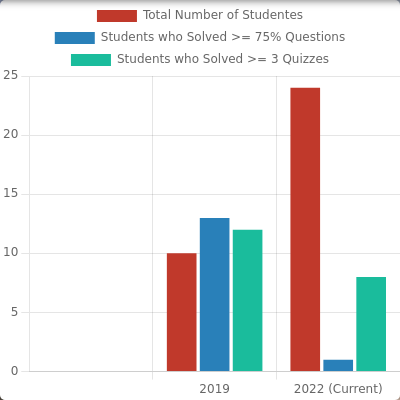 Total Number of Studentes
Students who Solved >= 75% Questions
Students who Solved >= 3 Quizzes
25
20
15
10
5
0
2019
2022 (Current)